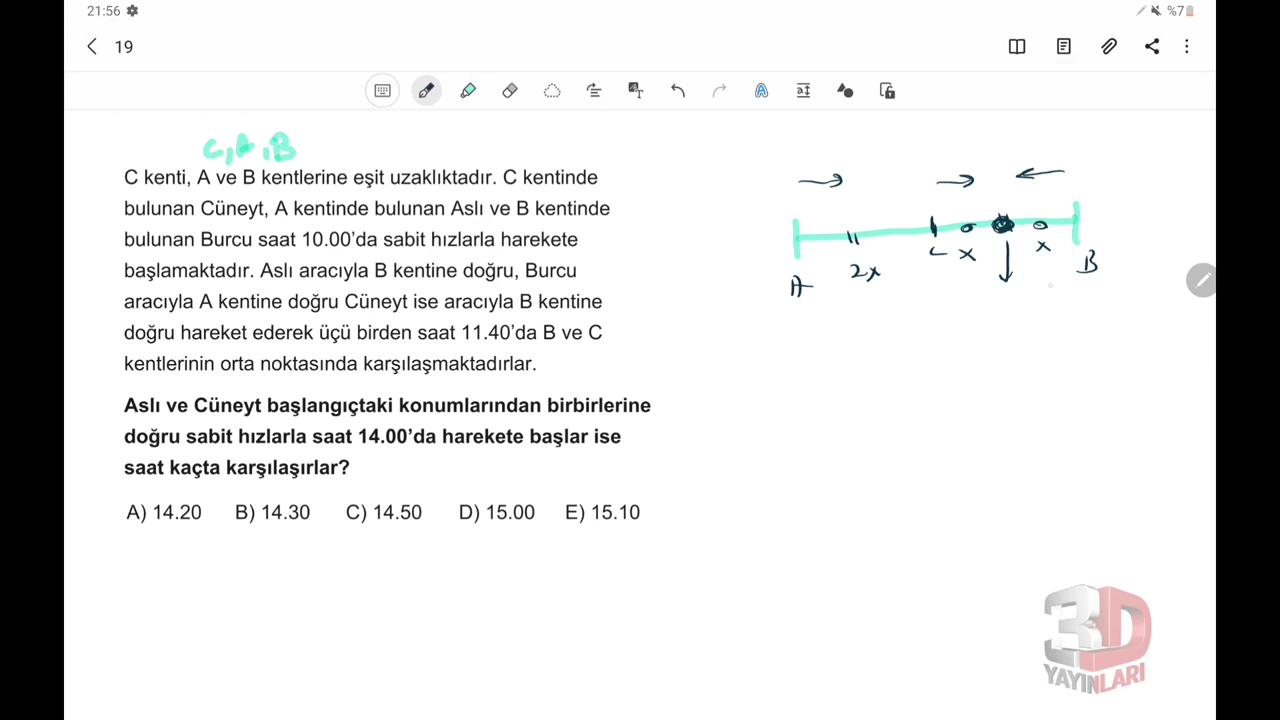 21:56
%7
19
C, A, B
C kenti, A ve B kentlerine eşit uzaklıktadır. C kentinde
bulunan Cüneyt, A kentinde bulunan Aslı ve B kentinde
bulunan Burcu saat 10.00’da sabit hızlarla harekete
başlamaktadır. Aslı aracıyla B kentine doğru, Burcu
aracıyla A kentine doğru Cüneyt ise aracıyla B kentine
doğru hareket ederek üçü birden saat 11.40’da B ve C
kentlerinin orta noktasında karşılaşmaktadırlar.
Aslı ve Cüneyt başlangıçtaki konumlarından birbirlerine
doğru sabit hızlarla saat 14.00’da harekete başlar ise
saat kaçta karşılaşırlar?
A) 14.20 B) 14.30 C) 14.50 D) 15.00 E) 15.10
A 2x C x x B
3D
YAYINLARI